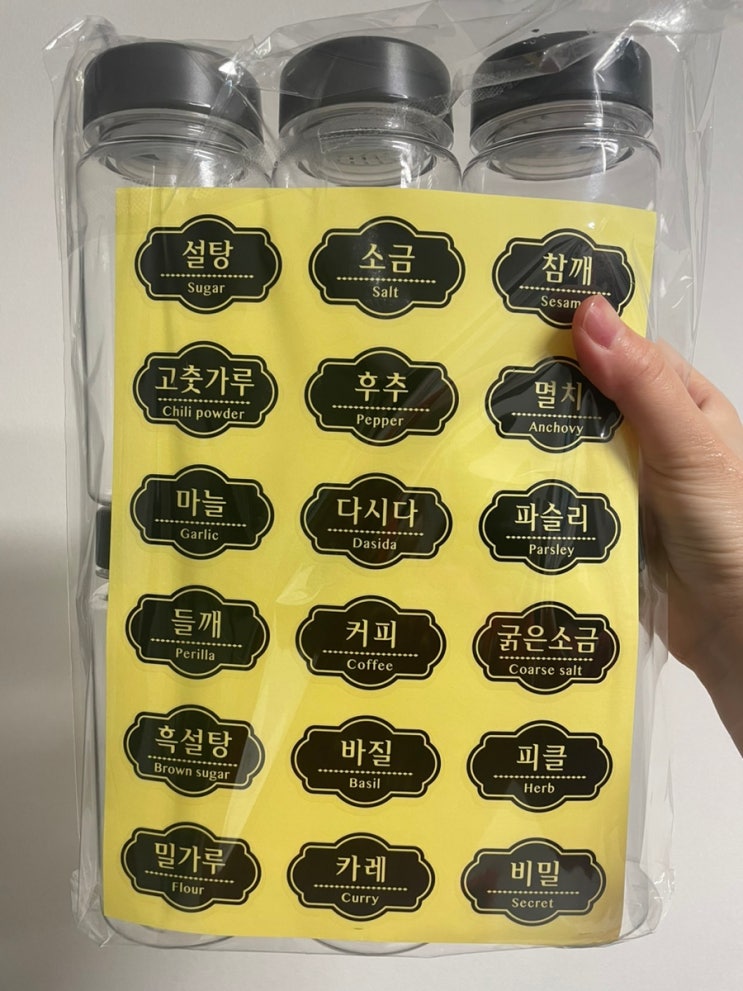 설탕
Sugar
소금
Salt
참깨
Sesam
고춧가루
Chili powder
후추
Pepper
멸치
Anchovy
마늘
Garlic
다시다
Dasida
파슬리
Parsley
들깨
Perilla
커피
Coffee
굵은소금
Coarse salt
흑설탕
Brown sugar
바질
Basil
피클
Herb
밀가루
Flour
카레
Curry
비밀
Secret